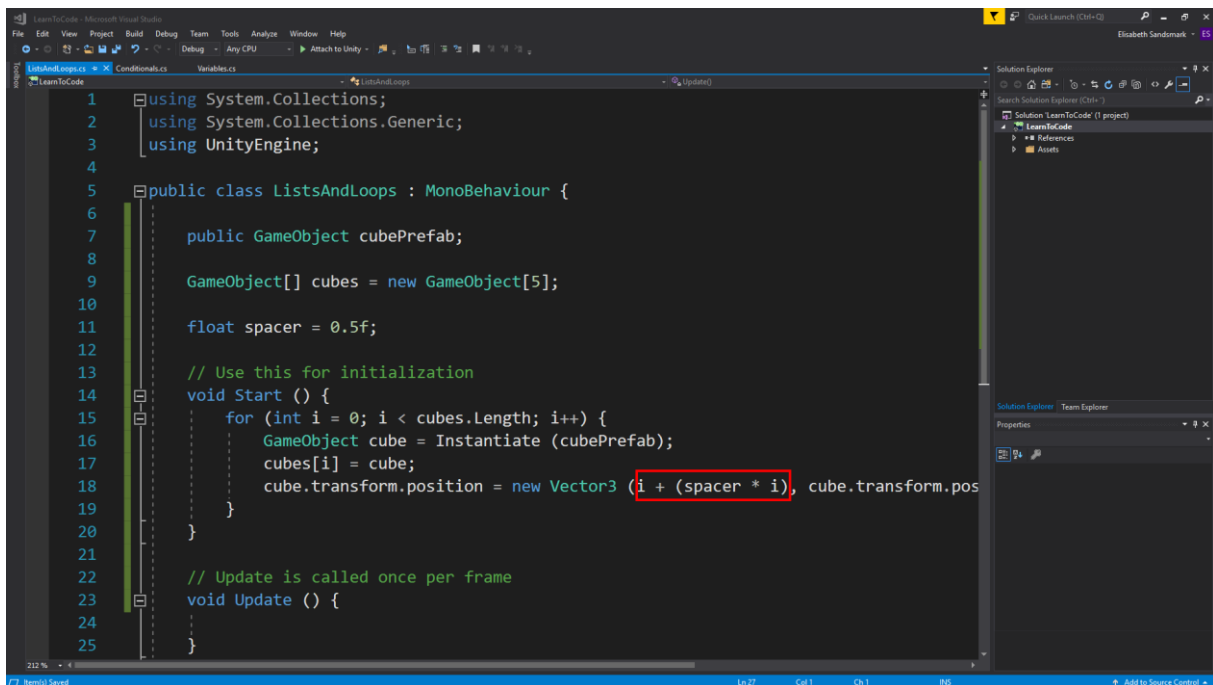 LearnToCode - Microsoft Visual Studio
Quick Launch (Ctrl+Q)
File Edit View Project Build Debug Team Tools Analyze Window Help
Elisabeth Sandsmark
ES
Debug Any CPU Attach to Unity
Toolbox
ListsAndLoops.cs Conditionals.cs Variables.cs
LearnToCode ListsAndLoops Update()
1 using System.Collections;
2 using System.Collections.Generic;
3 using UnityEngine;
4
5 public class ListsAndLoops : MonoBehaviour {
6
7 public GameObject cubePrefab;
8
9 GameObject[] cubes = new GameObject[5];
10
11 float spacer = 0.5f;
12
13 // Use this for initialization
14 void Start () {
15 for (int i = 0; i < cubes.Length; i++) {
16 GameObject cube = Instantiate (cubePrefab);
17 cubes[i] = cube;
18 cube.transform.position = new Vector3 (i + (spacer * i), cube.transform.pos
19 }
20 }
21
22 // Update is called once per frame
23 void Update () {
24
25 }
212 %
Solution Explorer
Search Solution Explorer (Ctrl+¨)
Solution 'LearnToCode' (1 project)
LearnToCode
References
Assets
Solution Explorer Team Explorer
Properties
Item(s) Saved
Ln 27 Col 1 Ch 1 INS
Add to Source Control